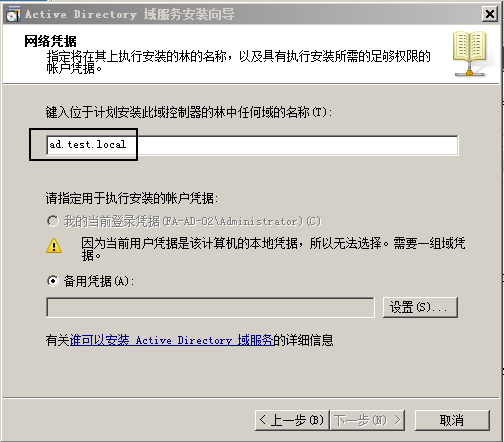 Active Directory 域服务安装向导
网络凭据
指定将在其上执行安装的林的名称，以及具有执行安装所需的足够权限的
帐户凭据。
键入位于计划安装此域控制器的林中任何域的名称(T):
ad.test.local
请指定用于执行安装的帐户凭据:
我的当前登录凭据(FA-AD-02\Administrator)(C)
因为当前用户凭据是该计算机的本地凭据，所以无法选择。需要一组域凭
据。
备用凭据(A):
设置(S)...
有关谁可以安装 Active Directory 域服务的详细信息
< 上一步(B)
下一步(N) >
取消